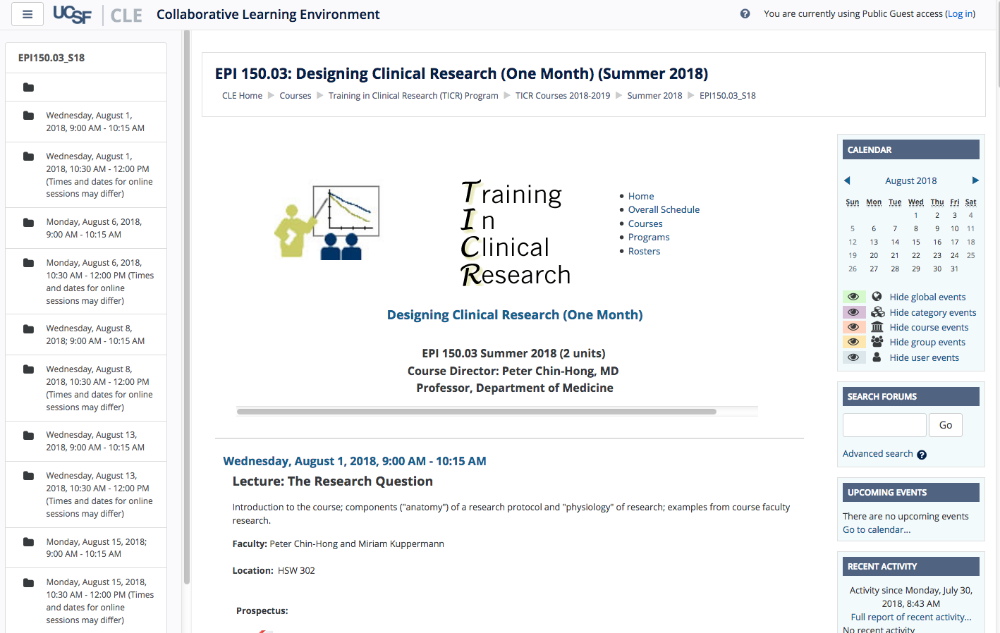 UCSF CLE Collaborative Learning Environment
You are currently using Public Guest access (Log in)
EPI150.03_S18
Wednesday, August 1,
2018, 9:00 AM - 10:15 AM
Wednesday, August 1,
2018, 10:30 AM - 12:00 PM
(Times and dates for online
sessions may differ)
Monday, August 6, 2018,
9:00 AM - 10:15 AM
Monday, August 6, 2018,
10:30 AM - 12:00 PM (Times
and dates for online
sessions may differ)
Wednesday, August 8,
2018; 9:00 AM - 10:15 AM
Wednesday, August 8,
2018, 10:30 AM - 12:00 PM
(Times and dates for online
sessions may differ)
Wednesday, August 13,
2018, 9:00 AM - 10:15 AM
Wednesday, August 13,
2018, 10:30 AM - 12:00 PM
(Times and dates for online
sessions may differ)
Monday, August 15, 2018;
9:00 AM - 10:15 AM
Monday, August 15, 2018,
10:30 AM - 12:00 PM (Times
and dates for online
sessions may differ)
EPI 150.03: Designing Clinical Research (One Month) (Summer 2018)
CLE Home Courses Training in Clinical Research (TICR) Program TICR Courses 2018-2019 Summer 2018 EPI150.03_S18
Training
In
Clinical
Research
Home
Overall Schedule
Courses
Programs
Rosters
Designing Clinical Research (One Month)
EPI 150.03 Summer 2018 (2 units)
Course Director: Peter Chin-Hong, MD
Professor, Department of Medicine
Wednesday, August 1, 2018, 9:00 AM - 10:15 AM
Lecture: The Research Question
Introduction to the course; components ("anatomy") of a research protocol and "physiology" of research; examples from course faculty
research.
Faculty: Peter Chin-Hong and Miriam Kuppermann
Location: HSW 302
Prospectus:
CALENDAR
August 2018
Sun Mon Tue Wed Thu Fri Sat
1 2 3 4
5 6 7 8 9 10 11
12 13 14 15 16 17 18
19 20 21 22 23 24 25
26 27 28 29 30 31
Hide global events
Hide category events
Hide course events
Hide group events
Hide user events
SEARCH FORUMS
Go
Advanced search
UPCOMING EVENTS
There are no upcoming events
Go to calendar...
RECENT ACTIVITY
Activity since Monday, July 30,
2018, 8:43 AM
Full report of recent activity...
No recent activity